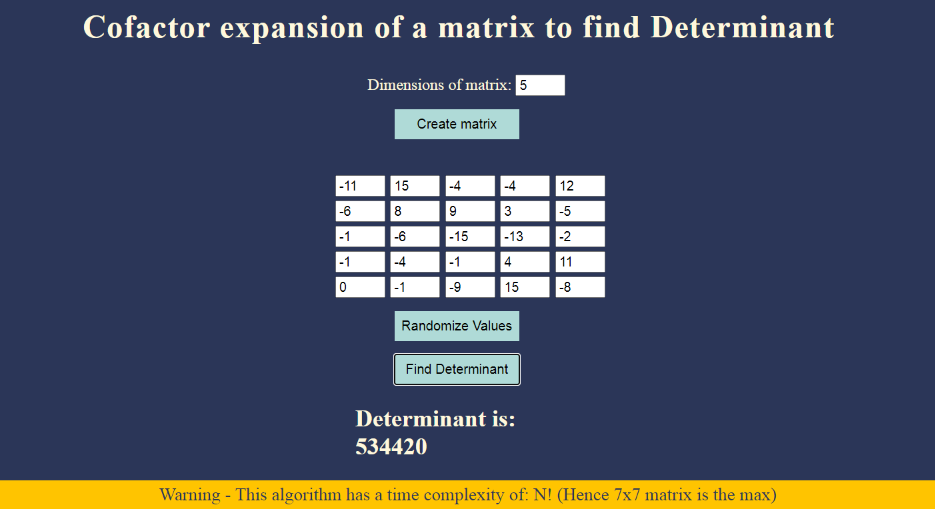 Cofactor expansion of a matrix to find Determinant
Dimensions of matrix: 5
Create matrix
-11 15 -4 -4 12
-6 8 9 3 -5
-1 -6 -15 -13 -2
-1 -4 -1 4 11
0 -1 -9 15 -8
Randomize Values
Find Determinant
Determinant is:
534420
Warning - This algorithm has a time complexity of: N! (Hence 7x7 matrix is the max)